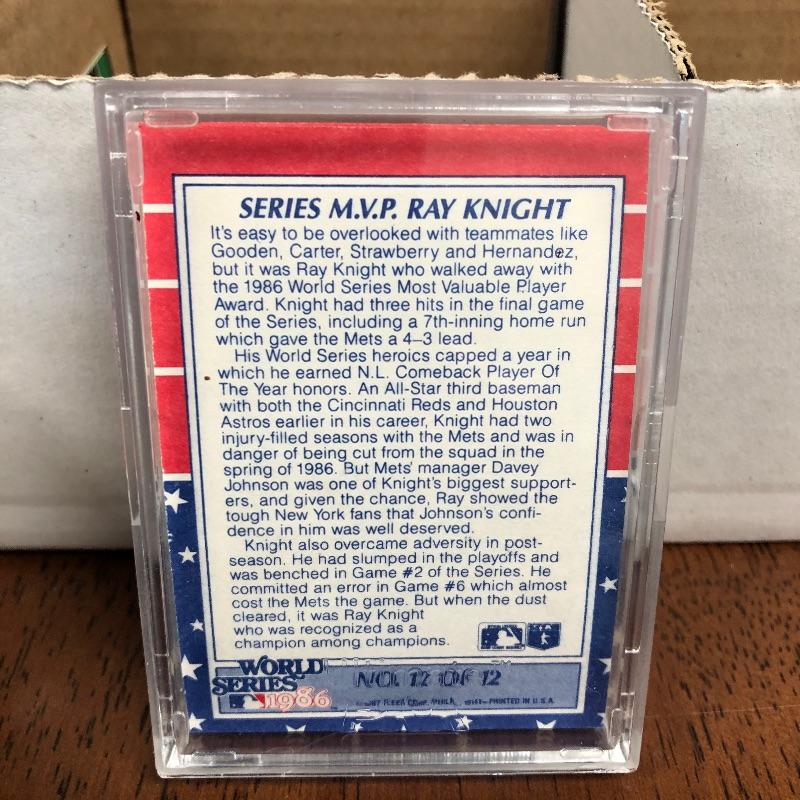 SERIES M.V.P. RAY KNIGHT
It's easy to be overlooked with teammates like
Gooden, Carter, Strawberry and Hernandez,
but it was Ray Knight who walked away with
the 1986 World Series Most Valuable Player
Award. Knight had three hits in the final game
of the Series, including a 7th-inning home run
which gave the Mets a 4–3 lead.
His World Series heroics capped a year in
which he earned N.L. Comeback Player Of
The Year honors. An All-Star third baseman
with both the Cincinnati Reds and Houston
Astros earlier in his career, Knight had two
injury-filled seasons with the Mets and was in
danger of being cut from the squad in the
spring of 1986. But Mets' manager Davey
Johnson was one of Knight's biggest support-
ers, and given the chance, Ray showed the
tough New York fans that Johnson's confi-
dence in him was well deserved.
Knight also overcame adversity in post-
season. He had slumped in the playoffs and
was benched in Game #2 of the Series. He
committed an error in Game #6 which almost
cost the Mets the game. But when the dust
cleared, it was Ray Knight
who was recognized as a
champion among champions.
WORLD
SERIES
1986
NO. 12 OF 12
FLEER CORP. PHILA. PRINTED IN U.S.A.